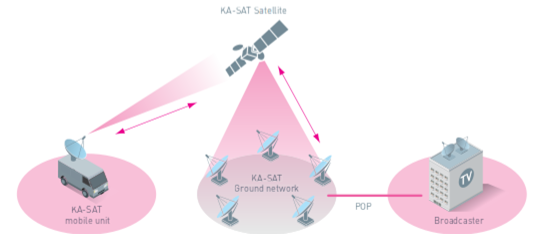 KA-SAT Satellite
KA-SAT
Ground network
TV
KA-SAT
mobile unit
POP
Broadcaster